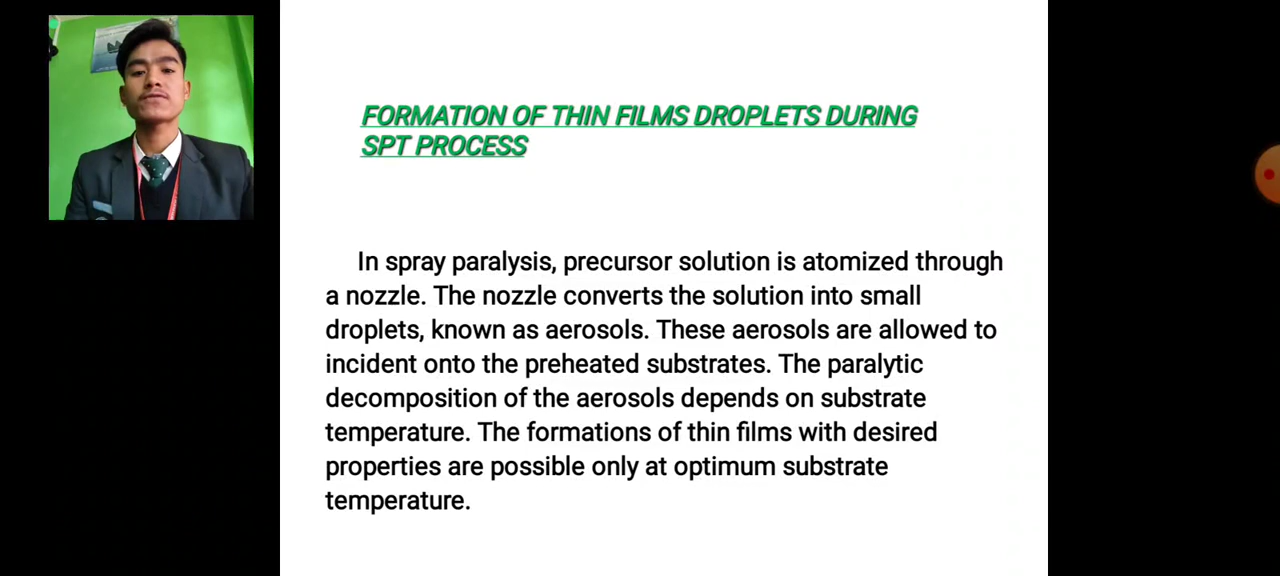 FORMATION OF THIN FILMS DROPLETS DURING
SPT PROCESS
In spray paralysis, precursor solution is atomized through
a nozzle. The nozzle converts the solution into small
droplets, known as aerosols. These aerosols are allowed to
incident onto the preheated substrates. The paralytic
decomposition of the aerosols depends on substrate
temperature. The formations of thin films with desired
properties are possible only at optimum substrate
temperature.